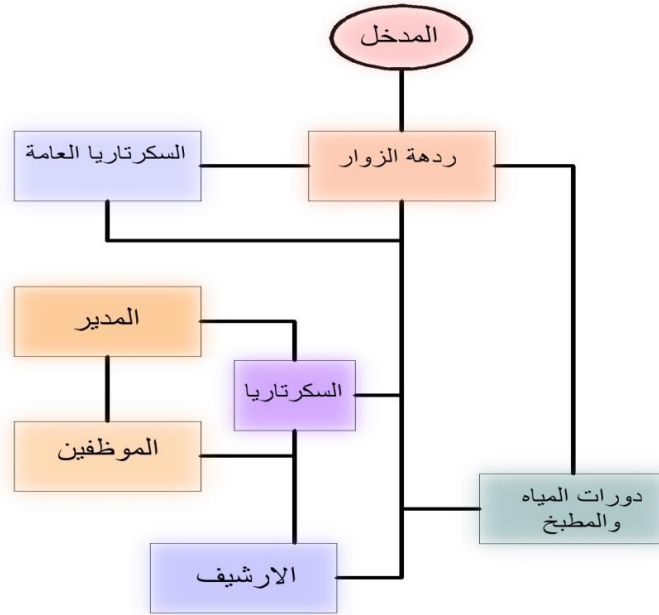 المدخل
ردهة الزوار
السكرتاريا العامة
المدير
السكرتاريا
الموظفين
دورات المياه
والمطبخ
الارشيف